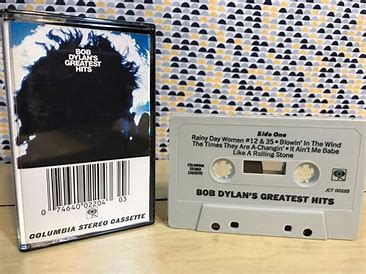 BOB
DYLAN'S
GREATEST
HITS
0 74640 02204 03
COLUMBIA STEREO CASSETTE
Side One
Rainy Day Women #12 & 35 • Blowin' In The Wind
The Times They Are A-Changin' • It Ain't Me Babe
Like A Rolling Stone
COLUMBIA
STEREO
CASSETTE
BOB DYLAN'S GREATEST HITS
JCT 00220